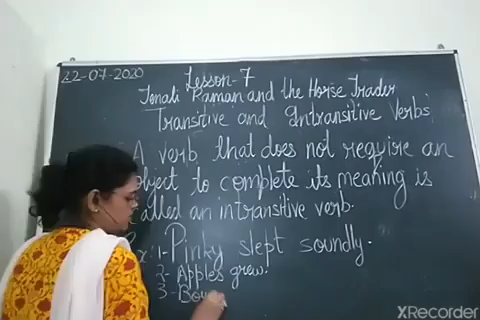 22-07-2020
Lesson-7
Tenali Raman and the Horse Trader
Transitive and Intransitive Verbs
A verb that does not require an
object to complete its meaning is
called an intransitive verb.
Ex:1-Pinky slept soundly.
2- Apples grew.
3-
XRecorder